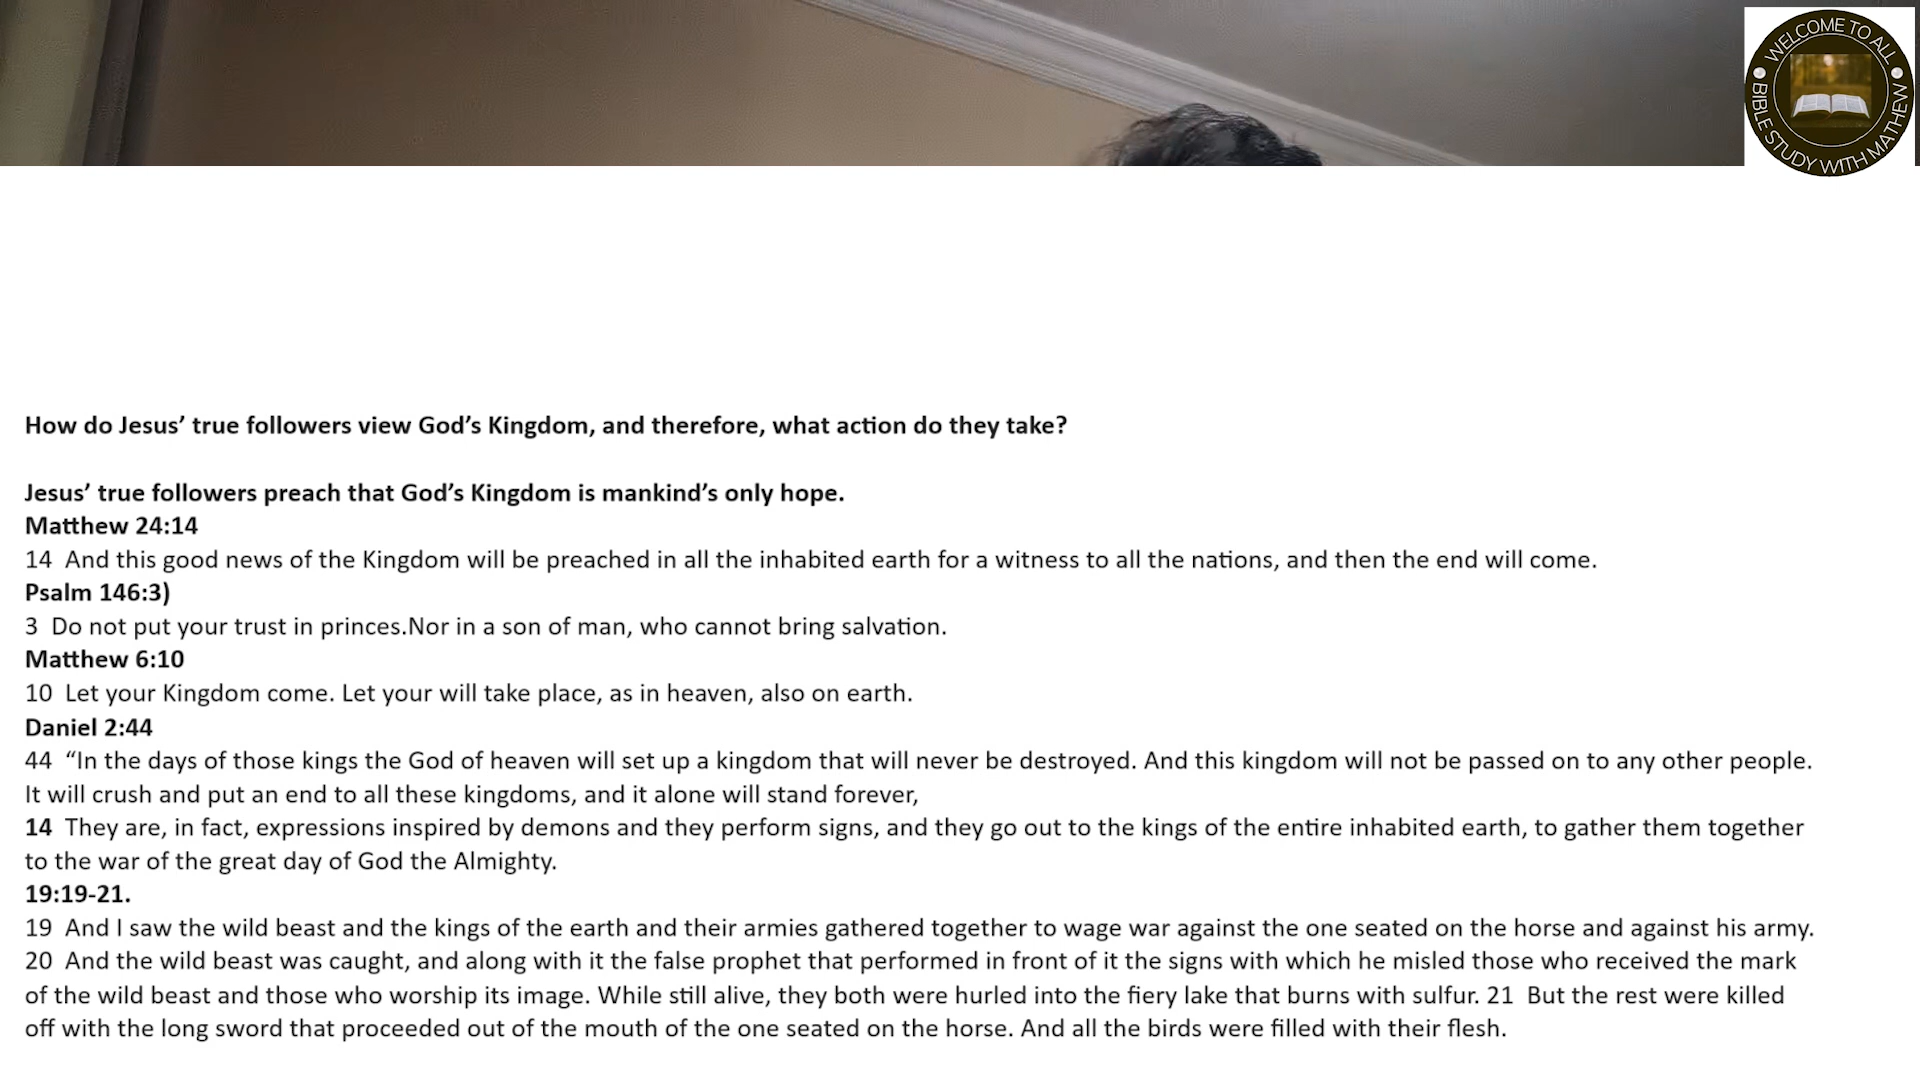 WELCOME TO ALL
BIBLE STUDY WITH MATHEW
How do Jesus’ true followers view God’s Kingdom, and therefore, what action do they take?
Jesus’ true followers preach that God’s Kingdom is mankind’s only hope.
Matthew 24:14
14  And this good news of the Kingdom will be preached in all the inhabited earth for a witness to all the nations, and then the end will come.
Psalm 146:3)
3  Do not put your trust in princes.Nor in a son of man, who cannot bring salvation.
Matthew 6:10
10  Let your Kingdom come. Let your will take place, as in heaven, also on earth.
Daniel 2:44
44  “In the days of those kings the God of heaven will set up a kingdom that will never be destroyed. And this kingdom will not be passed on to any other people.
It will crush and put an end to all these kingdoms, and it alone will stand forever,
14  They are, in fact, expressions inspired by demons and they perform signs, and they go out to the kings of the entire inhabited earth, to gather them together
to the war of the great day of God the Almighty.
19:19-21.
19  And I saw the wild beast and the kings of the earth and their armies gathered together to wage war against the one seated on the horse and against his army.
20  And the wild beast was caught, and along with it the false prophet that performed in front of it the signs with which he misled those who received the mark
of the wild beast and those who worship its image. While still alive, they both were hurled into the fiery lake that burns with sulfur. 21  But the rest were killed
off with the long sword that proceeded out of the mouth of the one seated on the horse. And all the birds were filled with their flesh.